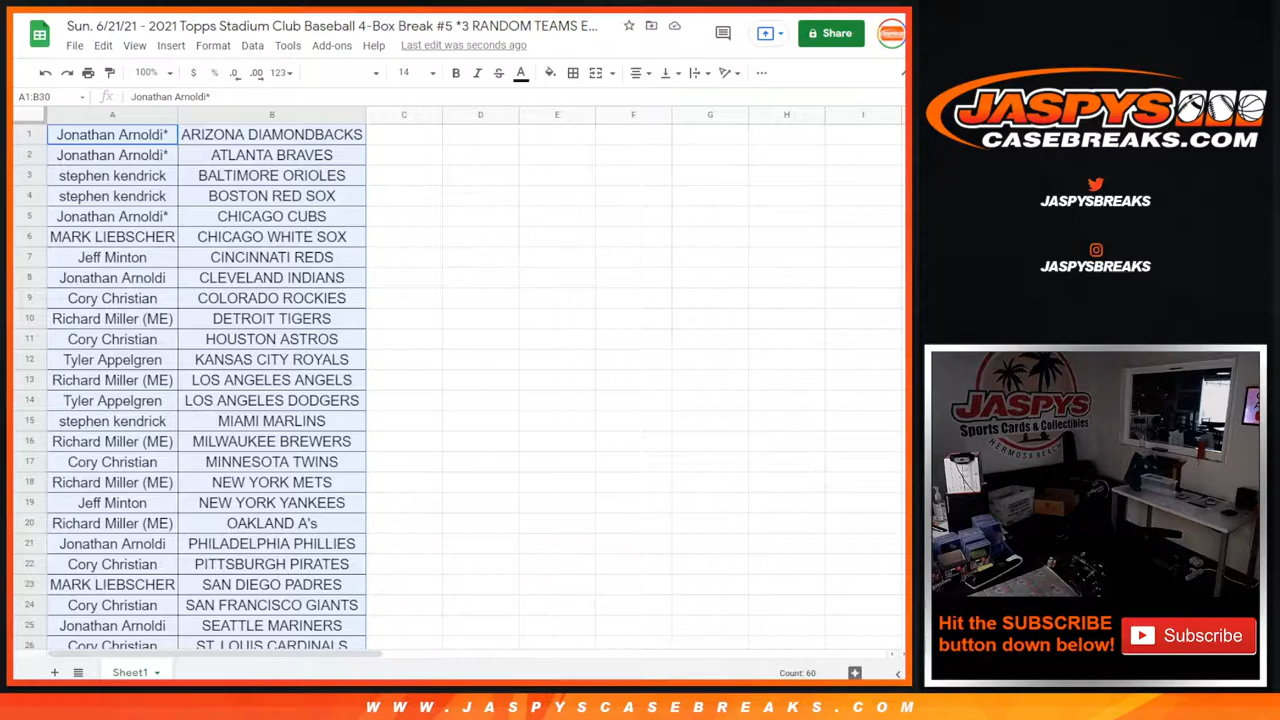 Sun. 6/21/21 - 2021 Topps Stadium Club Baseball 4-Box Break #5 *3 RANDOM TEAMS E...
Share
File Edit View Insert Format Data Tools Add-ons Help Last edit was seconds ago
100% $ % .0 .00 123 14 B I S A
A1:B30 fx Jonathan Arnoldi*
A B C D E F G H I
1 Jonathan Arnoldi* ARIZONA DIAMONDBACKS
2 Jonathan Arnoldi* ATLANTA BRAVES
3 stephen kendrick BALTIMORE ORIOLES
4 stephen kendrick BOSTON RED SOX
5 Jonathan Arnoldi* CHICAGO CUBS
6 MARK LIEBSCHER CHICAGO WHITE SOX
7 Jeff Minton CINCINNATI REDS
8 Jonathan Arnoldi CLEVELAND INDIANS
9 Cory Christian COLORADO ROCKIES
10 Richard Miller (ME) DETROIT TIGERS
11 Cory Christian HOUSTON ASTROS
12 Tyler Appelgren KANSAS CITY ROYALS
13 Richard Miller (ME) LOS ANGELES ANGELS
14 Tyler Appelgren LOS ANGELES DODGERS
15 stephen kendrick MIAMI MARLINS
16 Richard Miller (ME) MILWAUKEE BREWERS
17 Cory Christian MINNESOTA TWINS
18 Richard Miller (ME) NEW YORK METS
19 Jeff Minton NEW YORK YANKEES
20 Richard Miller (ME) OAKLAND A's
21 Jonathan Arnoldi PHILADELPHIA PHILLIES
22 Cory Christian PITTSBURGH PIRATES
23 MARK LIEBSCHER SAN DIEGO PADRES
24 Cory Christian SAN FRANCISCO GIANTS
25 Jonathan Arnoldi SEATTLE MARINERS
26 Cory Christian ST. LOUIS CARDINALS
Sheet1
Count: 60
JASPYS
CASEBREAKS.COM
JASPYSBREAKS
JASPYSBREAKS
JASPYS
Sports Cards & Collectibles
HERMOSA BEACH
Hit the SUBSCRIBE
button down below!
Subscribe
WWW.JASPYSCASEBREAKS.COM